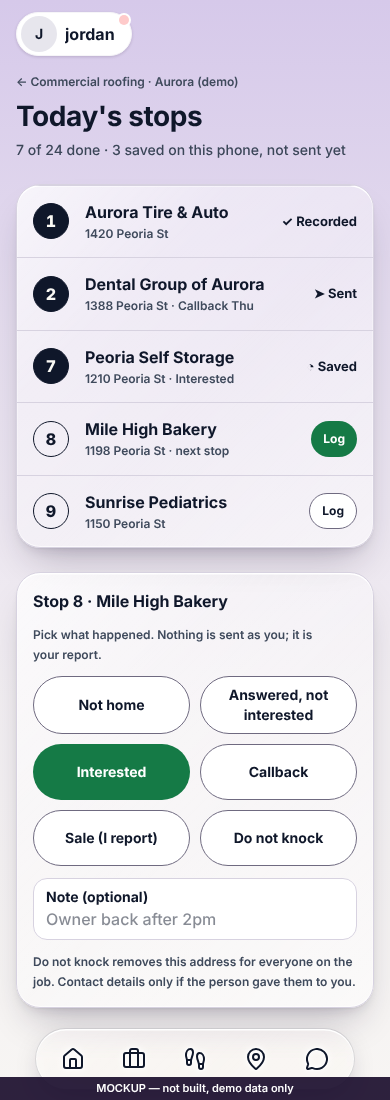 J jordan
← Commercial roofing · Aurora (demo)
Today's stops
7 of 24 done · 3 saved on this phone, not sent yet
1 Aurora Tire & Auto ✓ Recorded
1420 Peoria St
2 Dental Group of Aurora ➤ Sent
1388 Peoria St · Callback Thu
7 Peoria Self Storage Saved
1210 Peoria St · Interested
8 Mile High Bakery Log
1198 Peoria St · next stop
9 Sunrise Pediatrics Log
1150 Peoria St
Stop 8 · Mile High Bakery
Pick what happened. Nothing is sent as you; it is
your report.
Not home
Answered, not
interested
Interested
Callback
Sale (I report)
Do not knock
Note (optional)
Owner back after 2pm
Do not knock removes this address for everyone on the
job. Contact details only if the person gave them to you.
MOCKUP — not built, demo data only